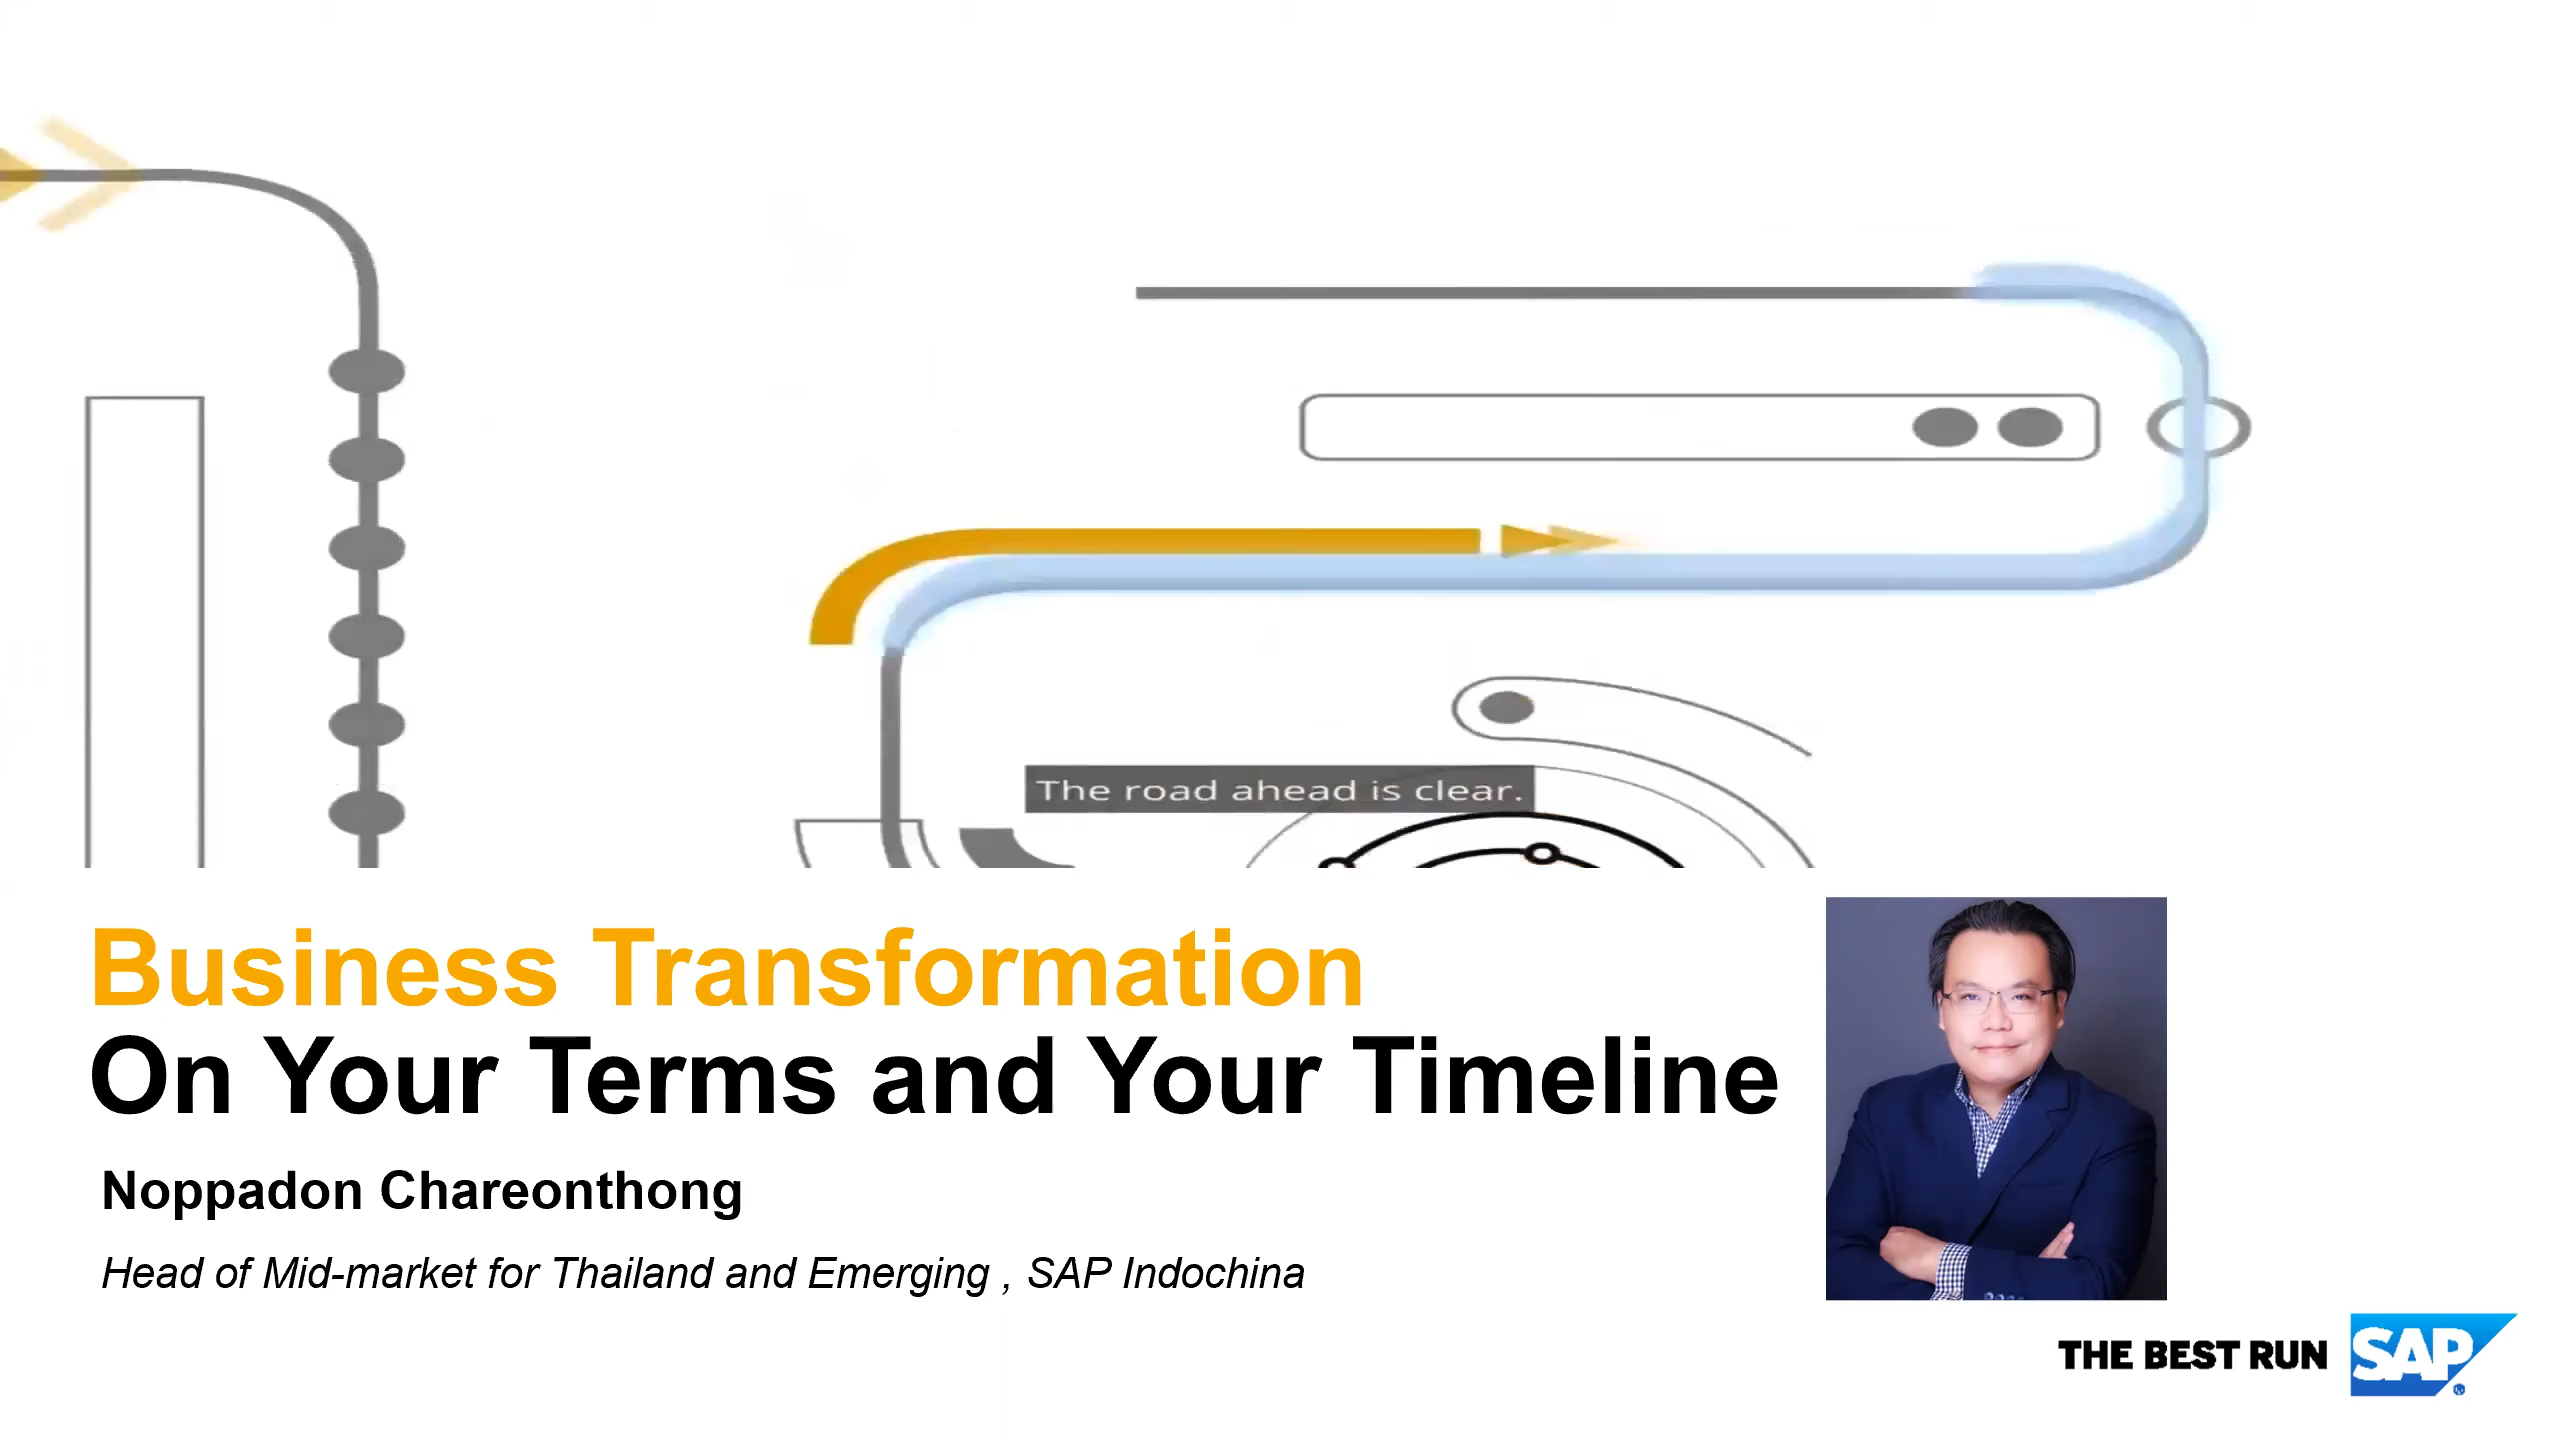 The road ahead is clear.
Business Transformation
On Your Terms and Your Timeline
Noppadon Chareonthong
Head of Mid-market for Thailand and Emerging , SAP Indochina
THE BEST RUN SAP